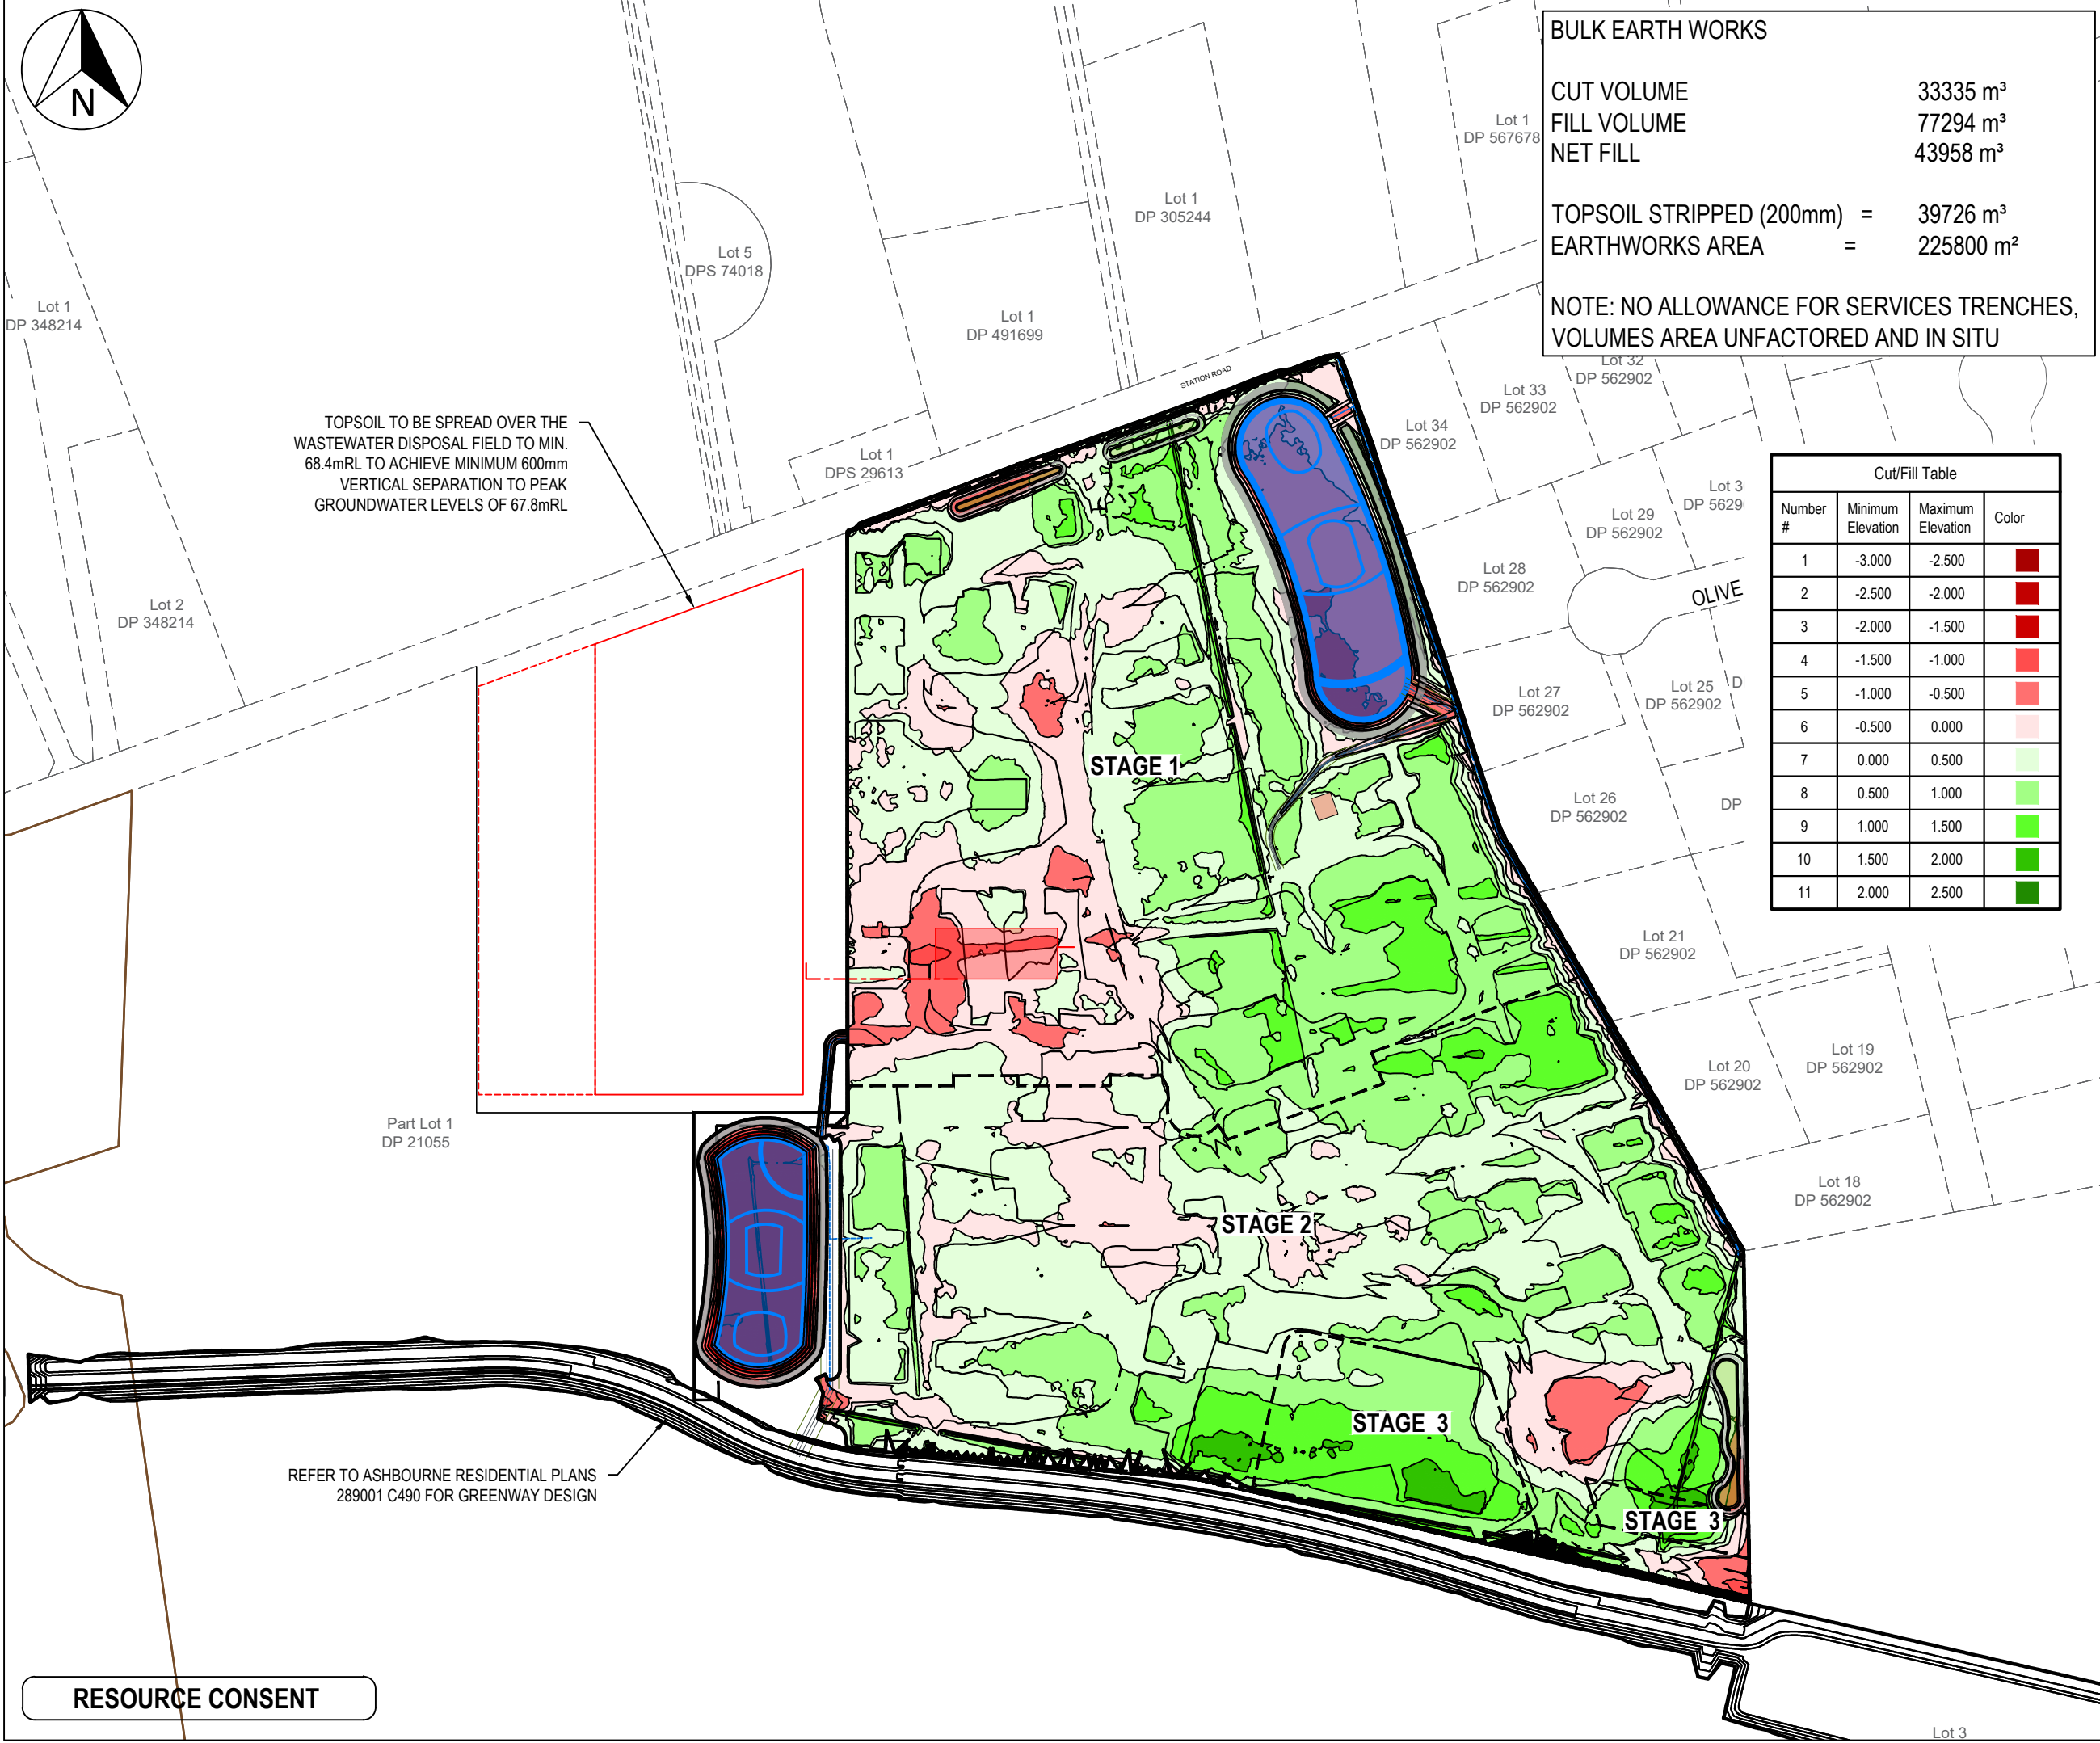 N
BULK EARTH WORKS
CUT VOLUME 33335 m³
FILL VOLUME 77294 m³
NET FILL 43958 m³
TOPSOIL STRIPPED (200mm) = 39726 m³
EARTHWORKS AREA = 225800 m²
NOTE: NO ALLOWANCE FOR SERVICES TRENCHES,
VOLUMES AREA UNFACTORED AND IN SITU
Lot 1
DP 567678
Lot 1
DP 305244
Lot 5
DPS 74018
Lot 1
DP 348214
Lot 1
DP 491699
STATION ROAD
Lot 32
DP 562902
Lot 33
DP 562902
Lot 34
DP 562902
TOPSOIL TO BE SPREAD OVER THE
WASTEWATER DISPOSAL FIELD TO MIN.
68.4mRL TO ACHIEVE MINIMUM 600mm
VERTICAL SEPARATION TO PEAK
GROUNDWATER LEVELS OF 67.8mRL
Lot 1
DPS 29613
Lot 29
DP 562902
Lot 28
DP 562902
OLIVE
Lot 2
DP 348214
Lot 27
DP 562902
Lot 25
DP 562902
Lot 26
DP 562902
DP
Cut/Fill Table
Number # Minimum Elevation Maximum Elevation Color
1 -3.000 -2.500
2 -2.500 -2.000
3 -2.000 -1.500
4 -1.500 -1.000
5 -1.000 -0.500
6 -0.500 0.000
7 0.000 0.500
8 0.500 1.000
9 1.000 1.500
10 1.500 2.000
11 2.000 2.500
STAGE 1
Lot 21
DP 562902
Lot 20
DP 562902
Lot 19
DP 562902
Part Lot 1
DP 21055
Lot 18
DP 562902
STAGE 2
STAGE 3
STAGE 3
REFER TO ASHBOURNE RESIDENTIAL PLANS
289001 C490 FOR GREENWAY DESIGN
RESOURCE CONSENT
Lot 3